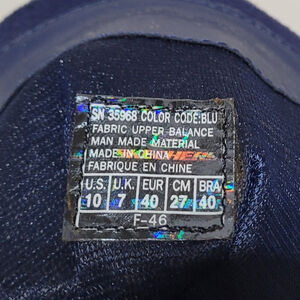 SN 35968 COLOR CODE:BLU
FABRIC UPPER BALANCE
MAN MADE MATERIAL
MADE IN CHINA
FABRIQUE EN CHINE
U.S. U.K. EUR CM BRA
10 7 40 27 40
F-46